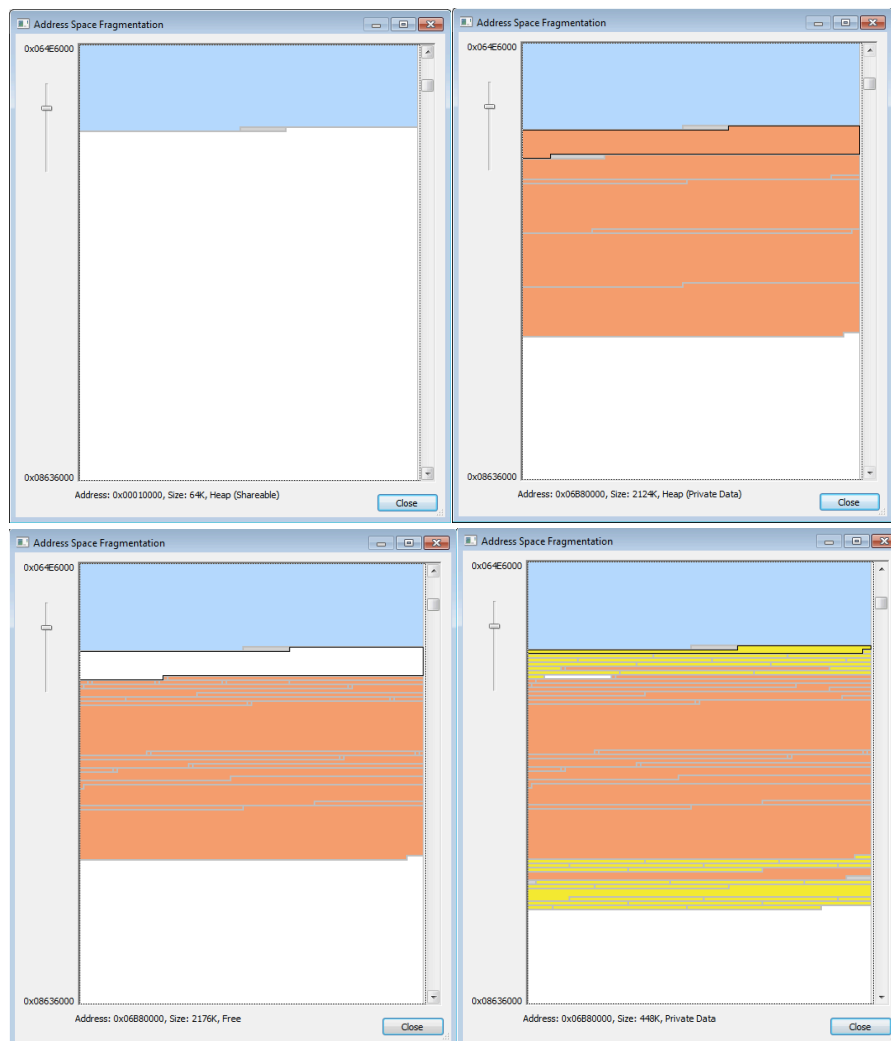 Address Space Fragmentation
0x064E6000
0x08636000
Address: 0x00010000, Size: 64K, Heap (Shareable)
Close
Address Space Fragmentation
0x064E6000
0x08636000
Address: 0x06B80000, Size: 2124K, Heap (Private Data)
Close
Address Space Fragmentation
0x064E6000
0x08636000
Address: 0x06B80000, Size: 2176K, Free
Close
Address Space Fragmentation
0x064E6000
0x08636000
Address: 0x06B80000, Size: 448K, Private Data
Close